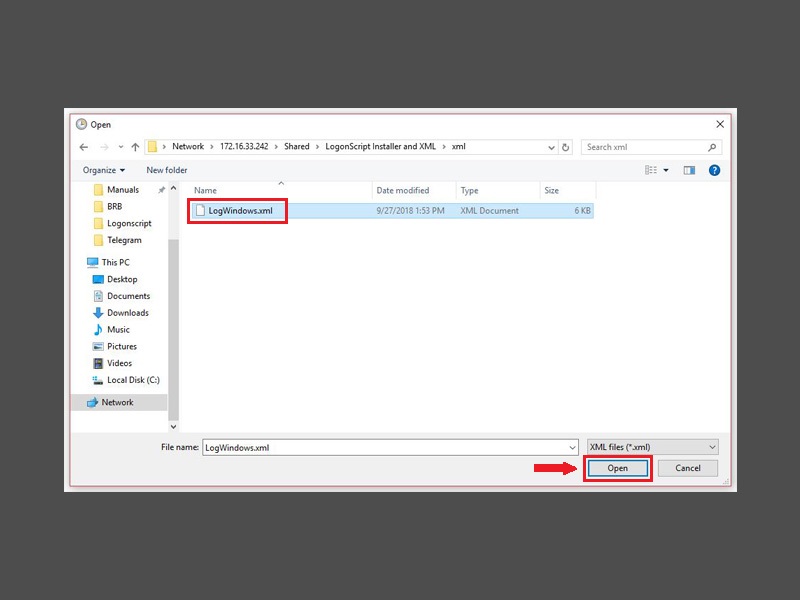 Open
Network > 172.16.33.242 > Shared > LogonScript Installer and XML > xml
Search xml
Organize
New folder
Manuals
BRB
Logonscript
Telegram
This PC
Desktop
Documents
Downloads
Music
Pictures
Videos
Local Disk (C:)
Network
Name Date modified Type Size
LogWindows.xml 9/27/2018 1:53 PM XML Document 6 KB
File name: LogWindows.xml XML files (*.xml)
Open Cancel